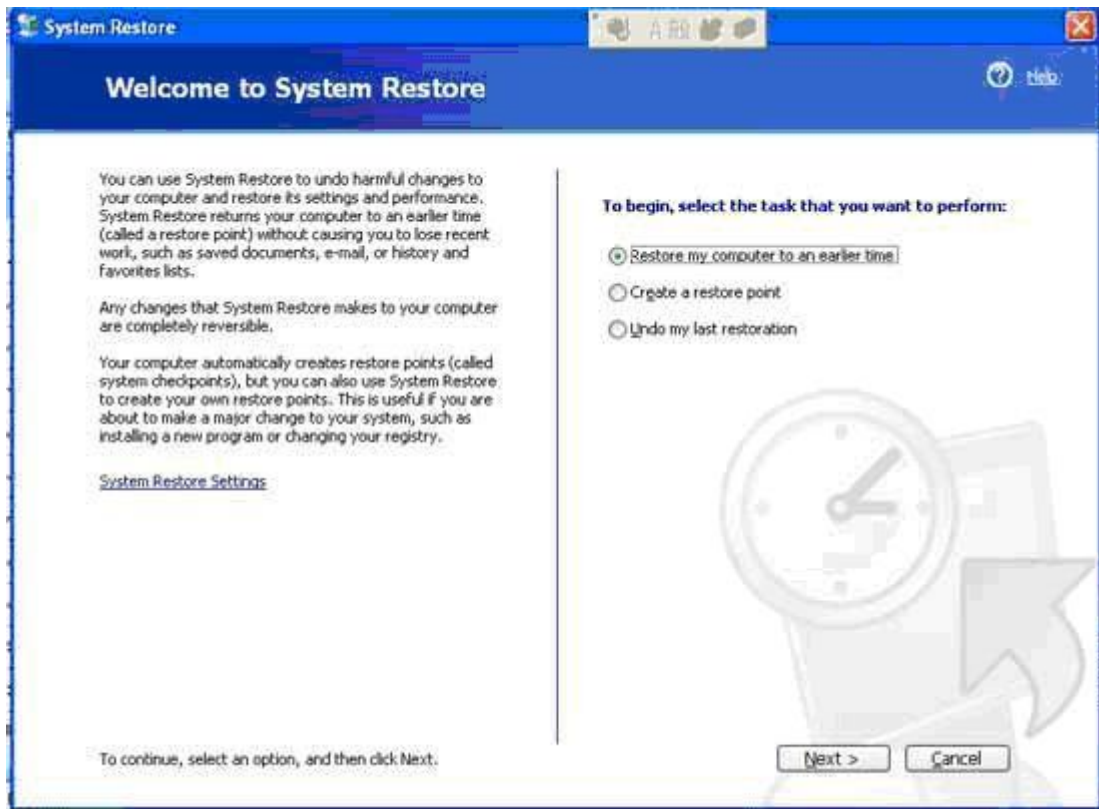 System Restore
Welcome to System Restore
Help
You can use System Restore to undo harmful changes to
your computer and restore its settings and performance.
System Restore returns your computer to an earlier time
(called a restore point) without causing you to lose recent
work, such as saved documents, e-mail, or history and
favorites lists.
Any changes that System Restore makes to your computer
are completely reversible.
Your computer automatically creates restore points (called
system checkpoints), but you can also use System Restore
to create your own restore points. This is useful if you are
about to make a major change to your system, such as
installing a new program or changing your registry.
System Restore Settings
To begin, select the task that you want to perform:
Restore my computer to an earlier time
Create a restore point
Undo my last restoration
To continue, select an option, and then click Next.
Next >
Cancel